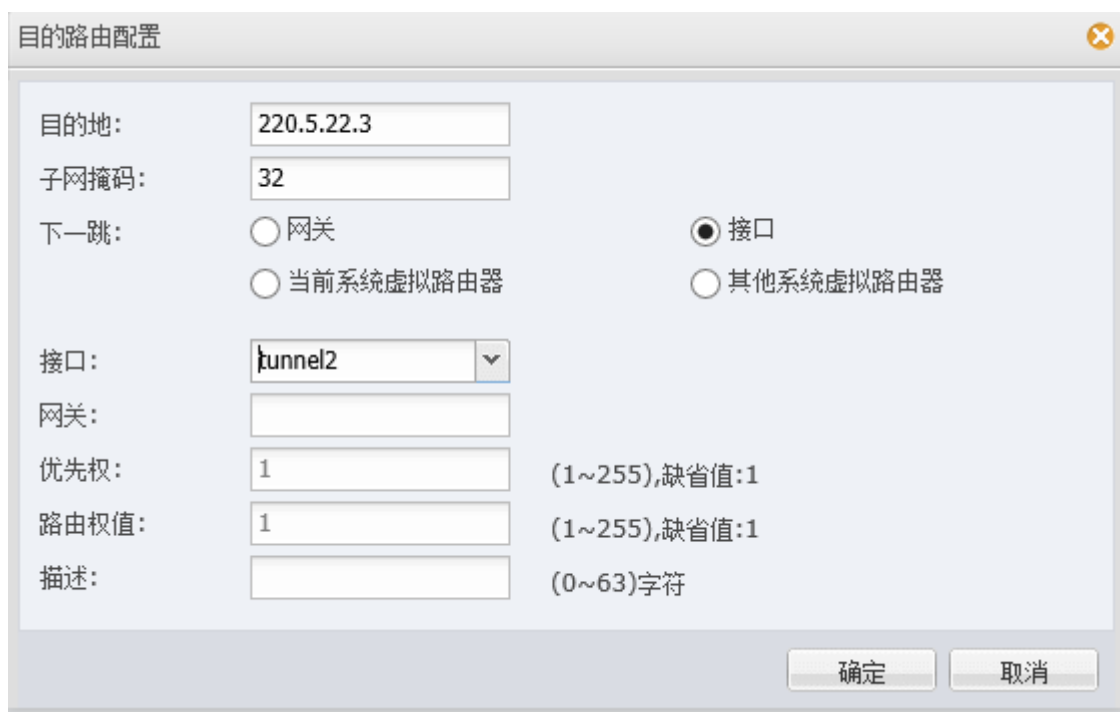 目的路由配置
目的地: 220.5.22.3
子网掩码: 32
下一跳: 网关 接口
当前系统虚拟路由器 其他系统虚拟路由器
接口: tunnel2
网关:
优先权: 1 (1~255),缺省值:1
路由权值: 1 (1~255),缺省值:1
描述: (0~63)字符
确定 取消